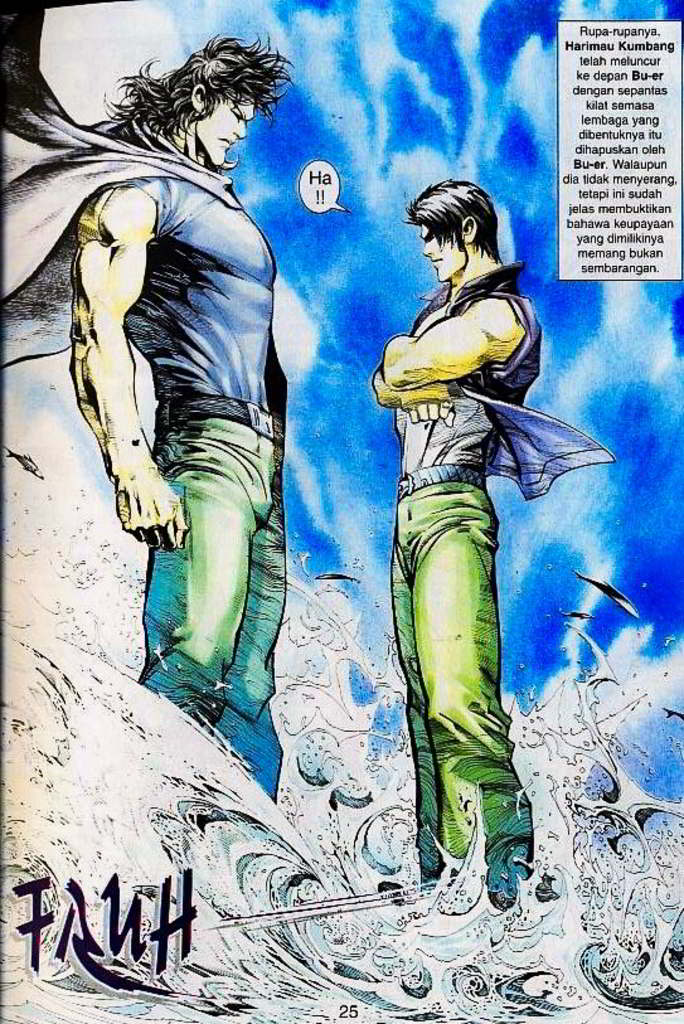 Rupa-rupanya,
Harimau Kumbang
telah meluncur
ke depan Bu-er
dengan sepantas
kilat semasa
lembaga yang
dibentuknya itu
dihapuskan oleh
Bu-er. Walaupun
dia tidak menyerang,
tetapi ini sudah
jelas membuktikan
bahawa keupayaan
yang dimilikinya
memang bukan
sembarangan.
Ha
!!
FAUH
25